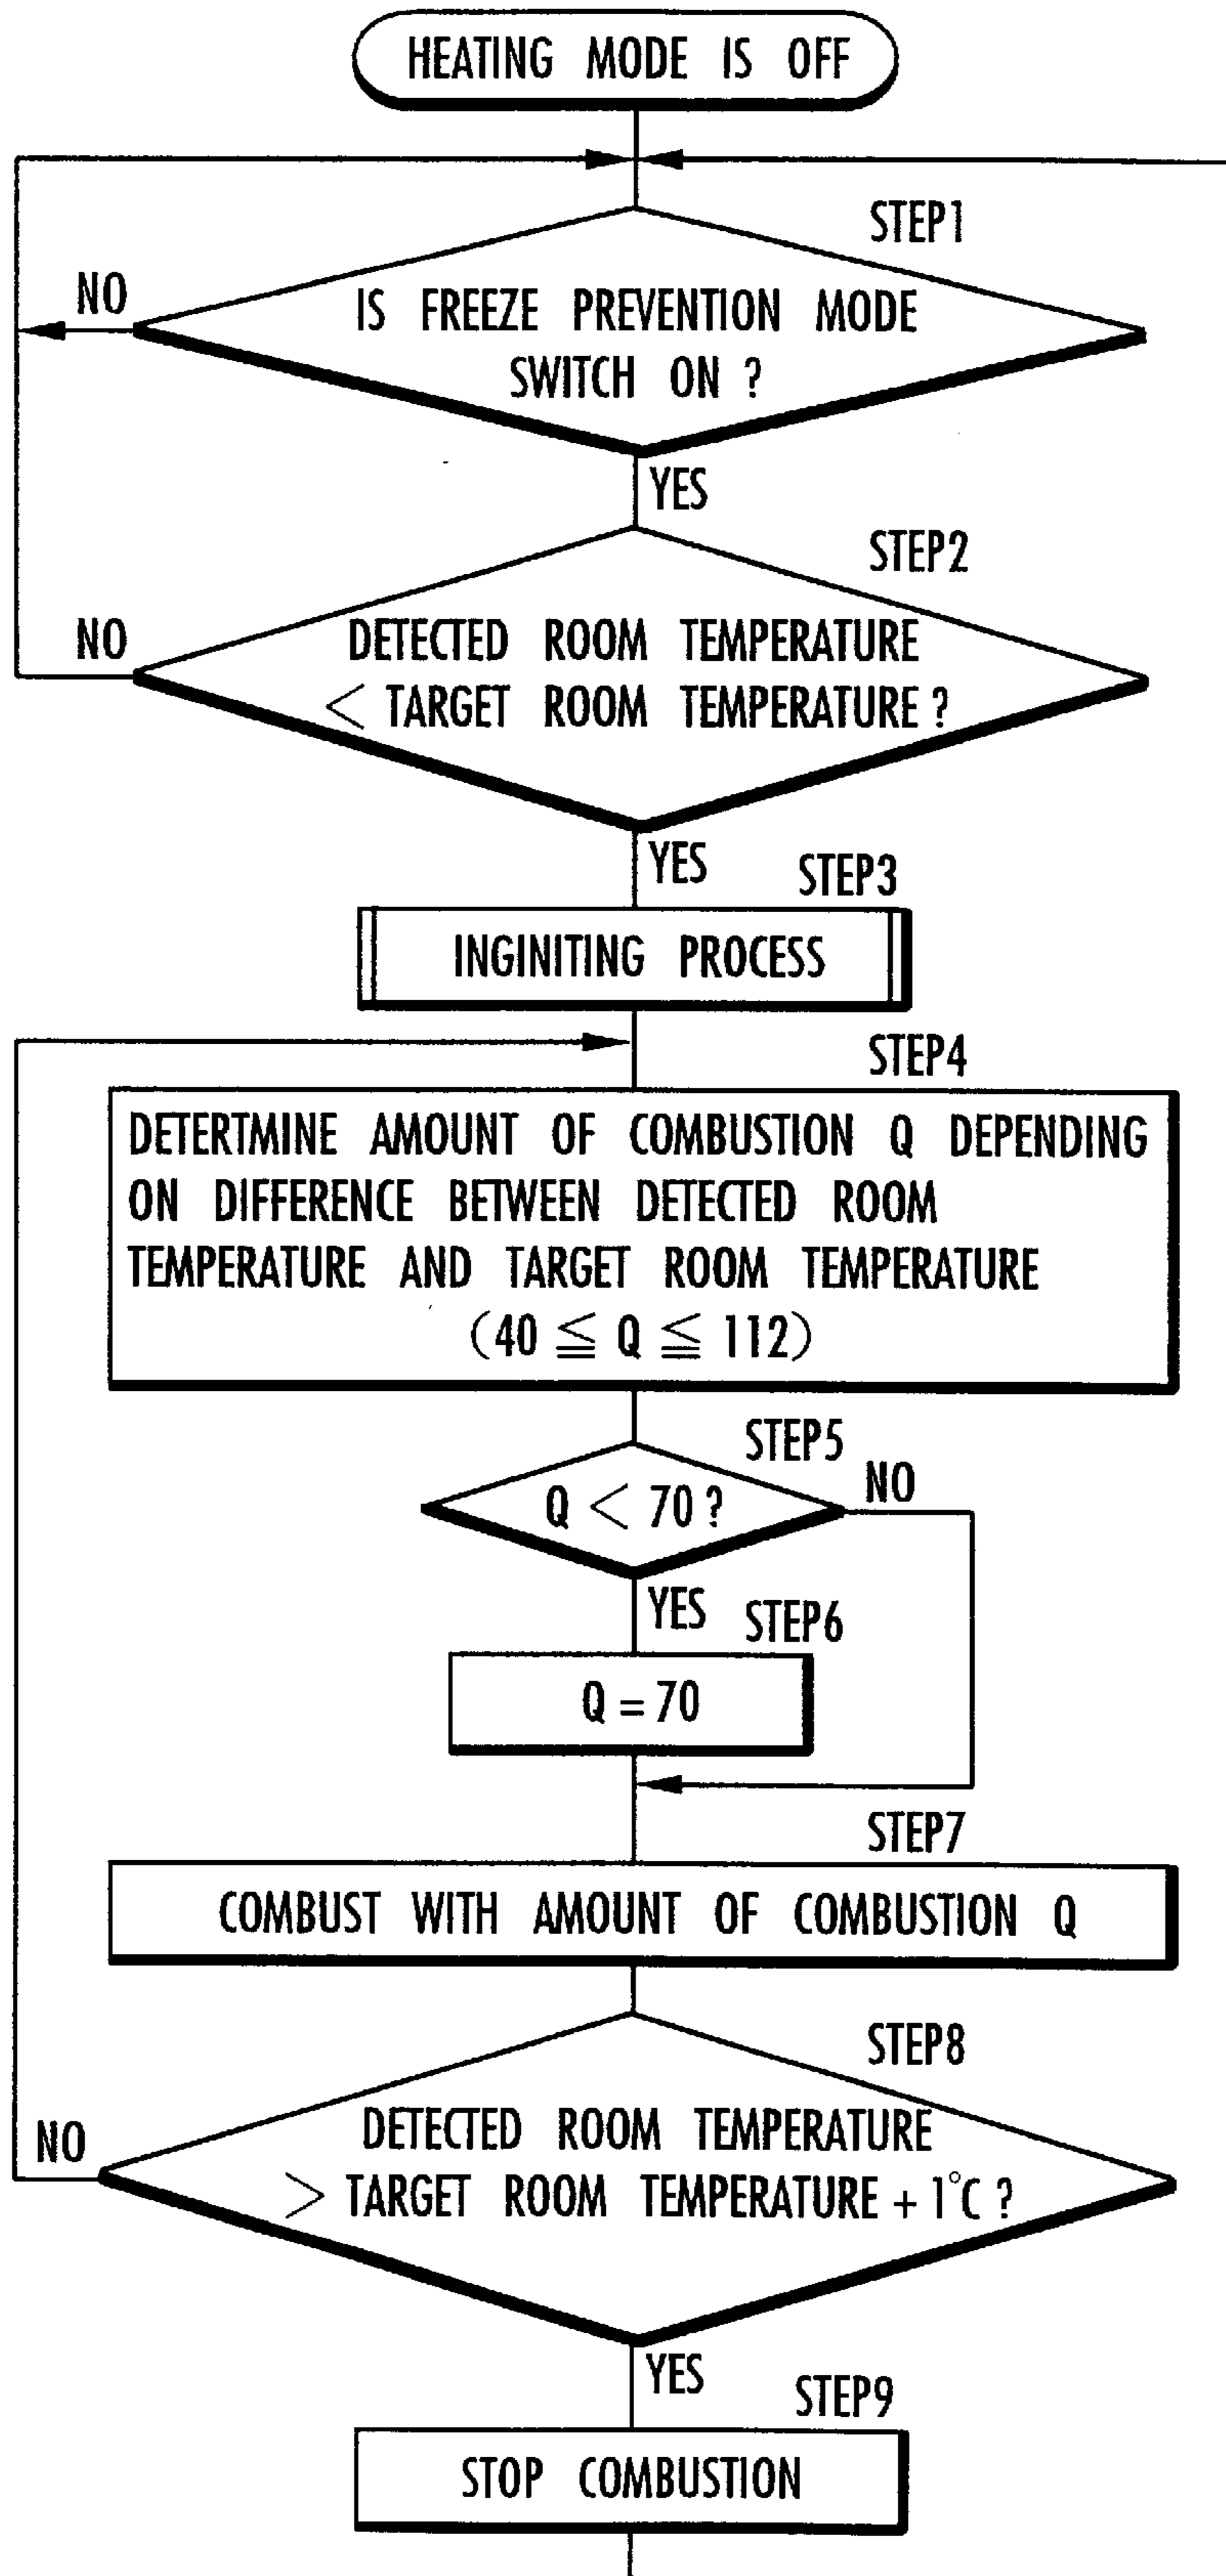 HEATING MODE IS OFF
STEP1
NO
IS FREEZE PREVENTION MODE
SWITCH ON ?
YES
STEP2
NO
DETECTED ROOM TEMPERATURE
< TARGET ROOM TEMPERATURE ?
YES
STEP3
INGINITING PROCESS
STEP4
DETERTMINE AMOUNT OF COMBUSTION Q DEPENDING
ON DIFFERENCE BETWEEN DETECTED ROOM
TEMPERATURE AND TARGET ROOM TEMPERATURE
(40 ≦ Q ≦ 112)
STEP5
Q < 70 ?
NO
YES
STEP6
Q = 70
STEP7
COMBUST WITH AMOUNT OF COMBUSTION Q
STEP8
NO
DETECTED ROOM TEMPERATURE
> TARGET ROOM TEMPERATURE + 1°C ?
YES
STEP9
STOP COMBUSTION